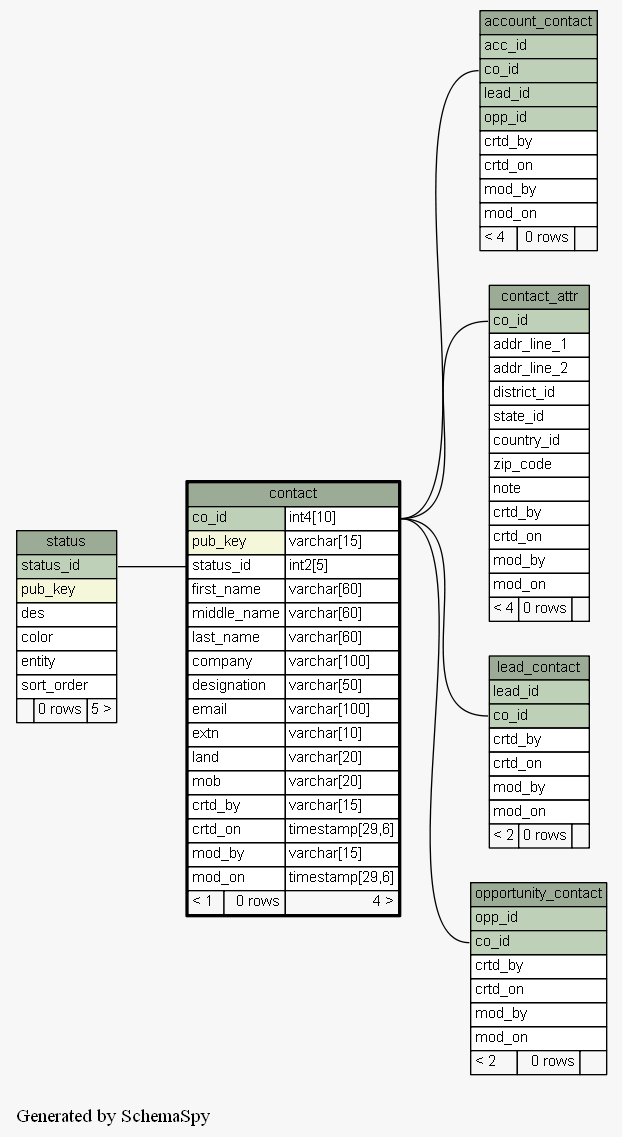 account_contact
acc_id
co_id
lead_id
opp_id
crtd_by
crtd_on
mod_by
mod_on
< 4 0 rows
contact_attr
co_id
addr_line_1
addr_line_2
district_id
state_id
country_id
zip_code
note
crtd_by
crtd_on
mod_by
mod_on
< 4 0 rows
contact
co_id int4[10]
pub_key varchar[15]
status_id int2[5]
first_name varchar[60]
middle_name varchar[60]
last_name varchar[60]
company varchar[100]
designation varchar[50]
email varchar[100]
extn varchar[10]
land varchar[20]
mob varchar[20]
crtd_by varchar[15]
crtd_on timestamp[29,6]
mod_by varchar[15]
mod_on timestamp[29,6]
< 1 0 rows 4 >
status
status_id
pub_key
des
color
entity
sort_order
0 rows 5 >
lead_contact
lead_id
co_id
crtd_by
crtd_on
mod_by
mod_on
< 2 0 rows
opportunity_contact
opp_id
co_id
crtd_by
crtd_on
mod_by
mod_on
< 2 0 rows
Generated by SchemaSpy